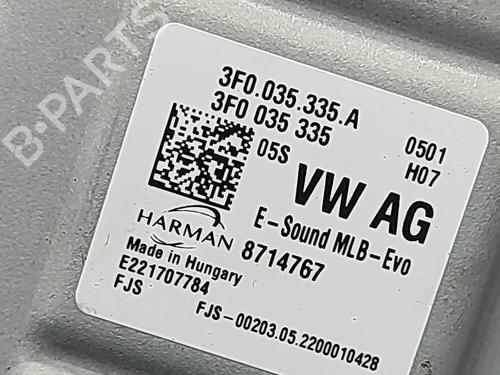 B-PARTS
3F0.035.335.A
3F0 035 335
05S
0501
H07
VW AG
E-Sound MLB-Evo
HARMAN
8714767
Made in Hungary
E221707784
FJS
FJS-00203.05.2200010428